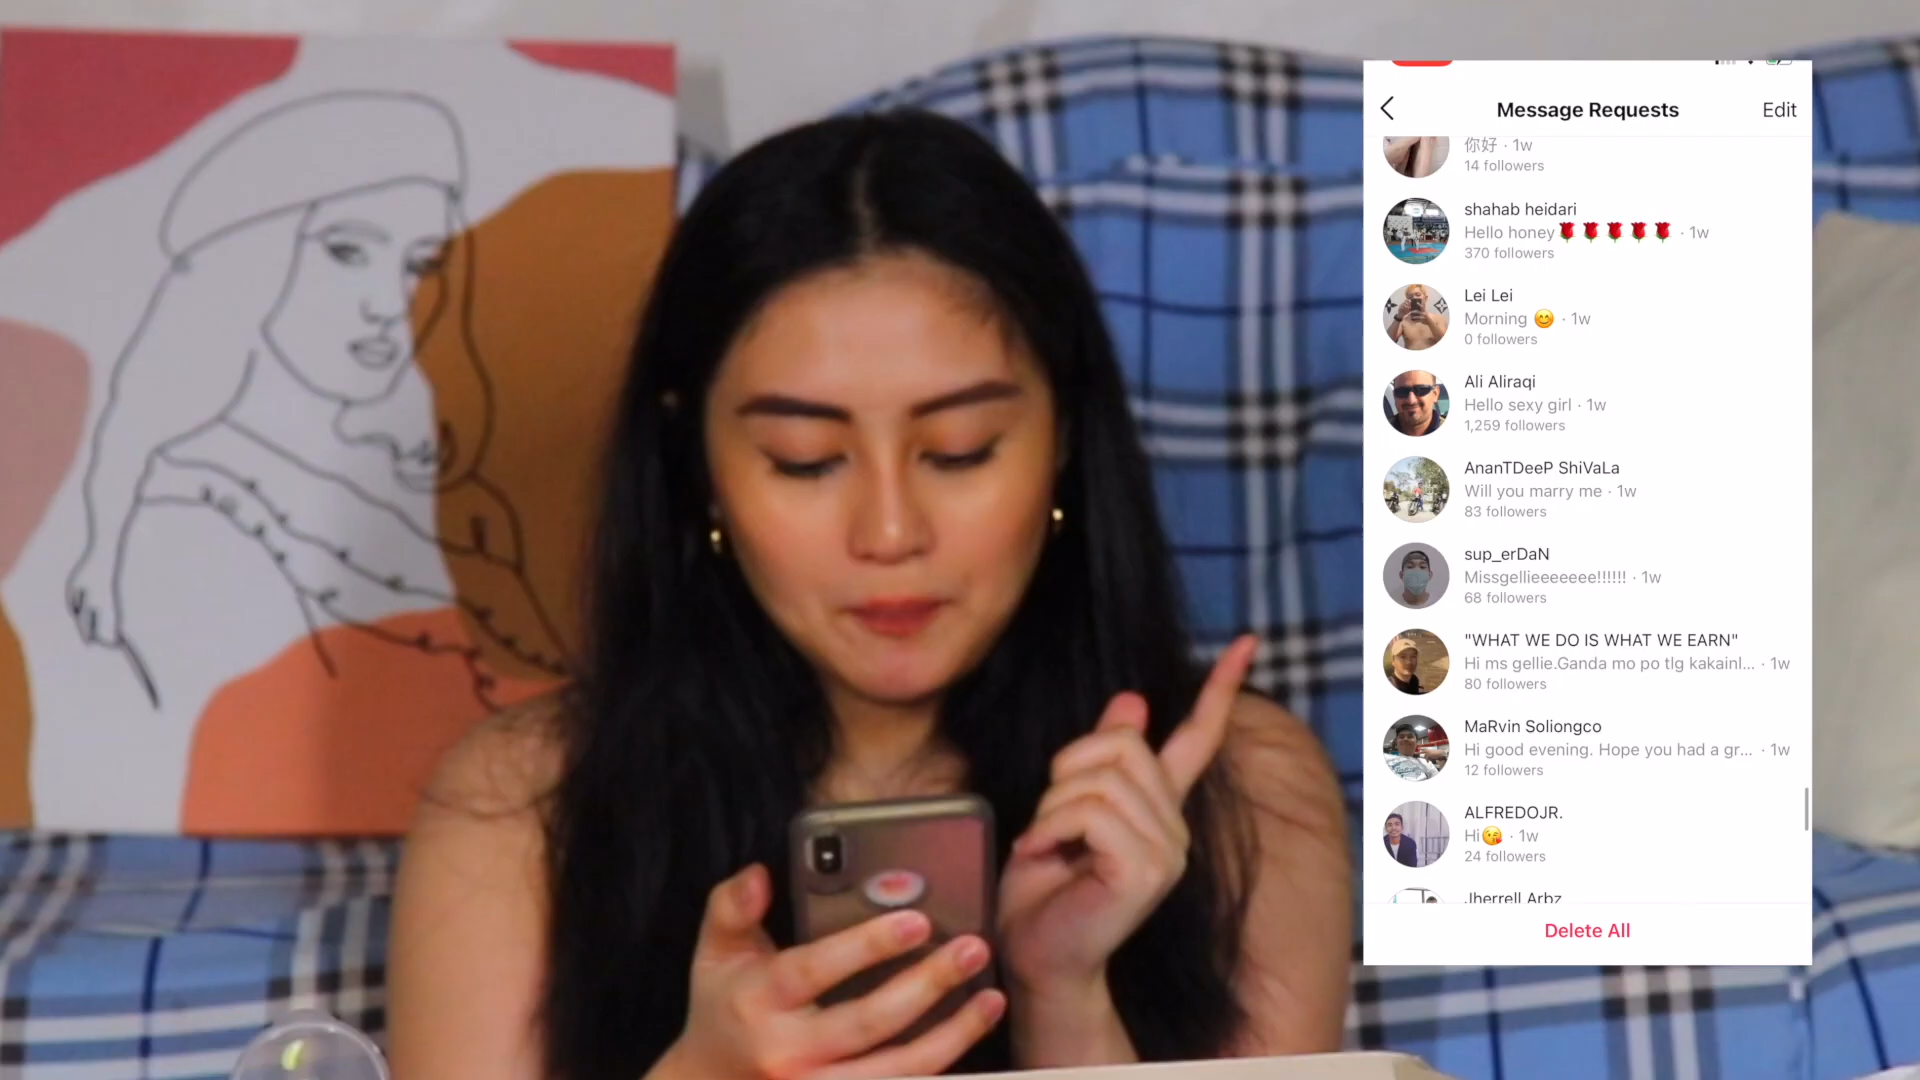 Message Requests
Edit
你好 · 1w
14 followers
shahab heidari
Hello honey🌹🌹🌹🌹🌹 · 1w
370 followers
Lei Lei
Morning 😊 · 1w
0 followers
Ali Aliraqi
Hello sexy girl · 1w
1,259 followers
AnanTDeeP ShiVaLa
Will you marry me · 1w
83 followers
sup_erDaN
Missgellieeeeeee!!!!!! · 1w
68 followers
"WHAT WE DO IS WHAT WE EARN"
Hi ms gellie.Ganda mo po tlg kakainl... · 1w
80 followers
MaRvin Soliongco
Hi good evening. Hope you had a gr... · 1w
12 followers
ALFREDOJR.
Hi😘 · 1w
24 followers
Jherrell Arbz
Delete All